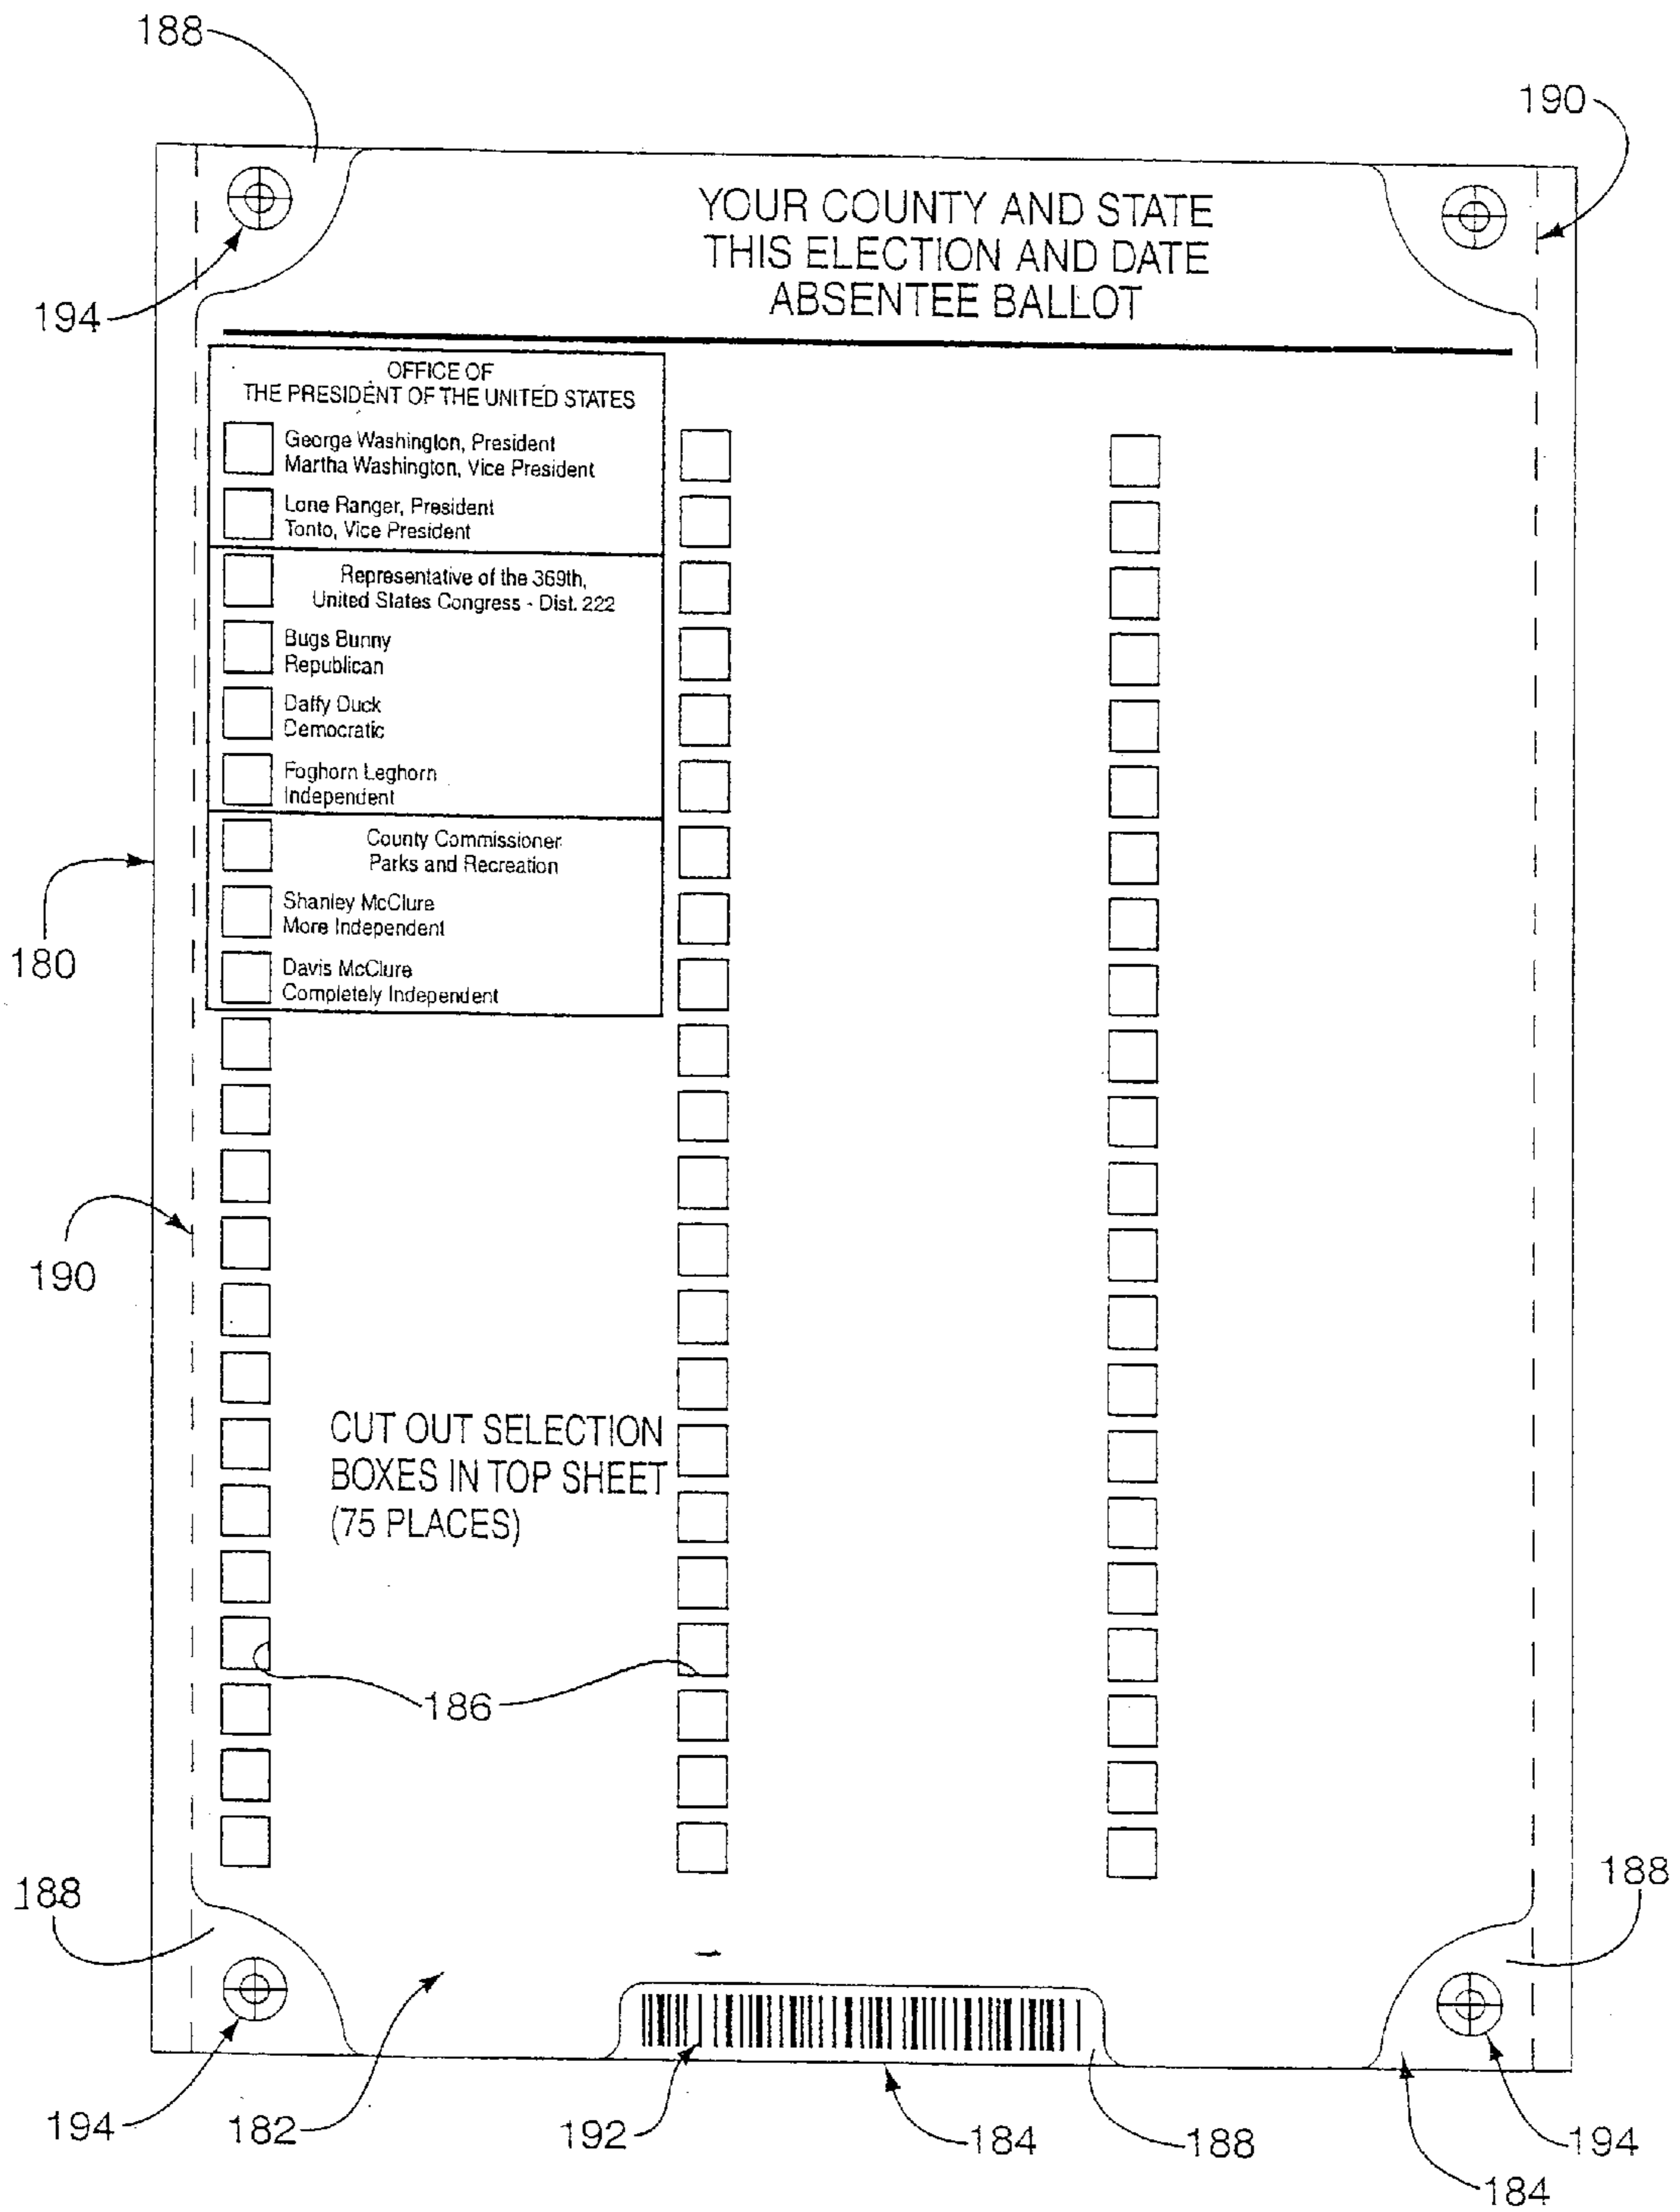 188
190
YOUR COUNTY AND STATE
THIS ELECTION AND DATE
ABSENTEE BALLOT
194
OFFICE OF
THE PRESIDENT OF THE UNITED STATES
George Washington, President
Martha Washington, Vice President
Lone Ranger, President
Tonto, Vice President
Representative of the 369th,
United States Congress - Dist. 222
Bugs Bunny
Republican
Daffy Duck
Democratic
Foghorn Leghorn
Independent
County Commissioner
Parks and Recreation
Shanley McClure
More Independent
Davis McClure
Completely Independent
180
190
CUT OUT SELECTION
BOXES IN TOP SHEET
(75 PLACES)
186
188
188
194
182
192
184
188
194
184